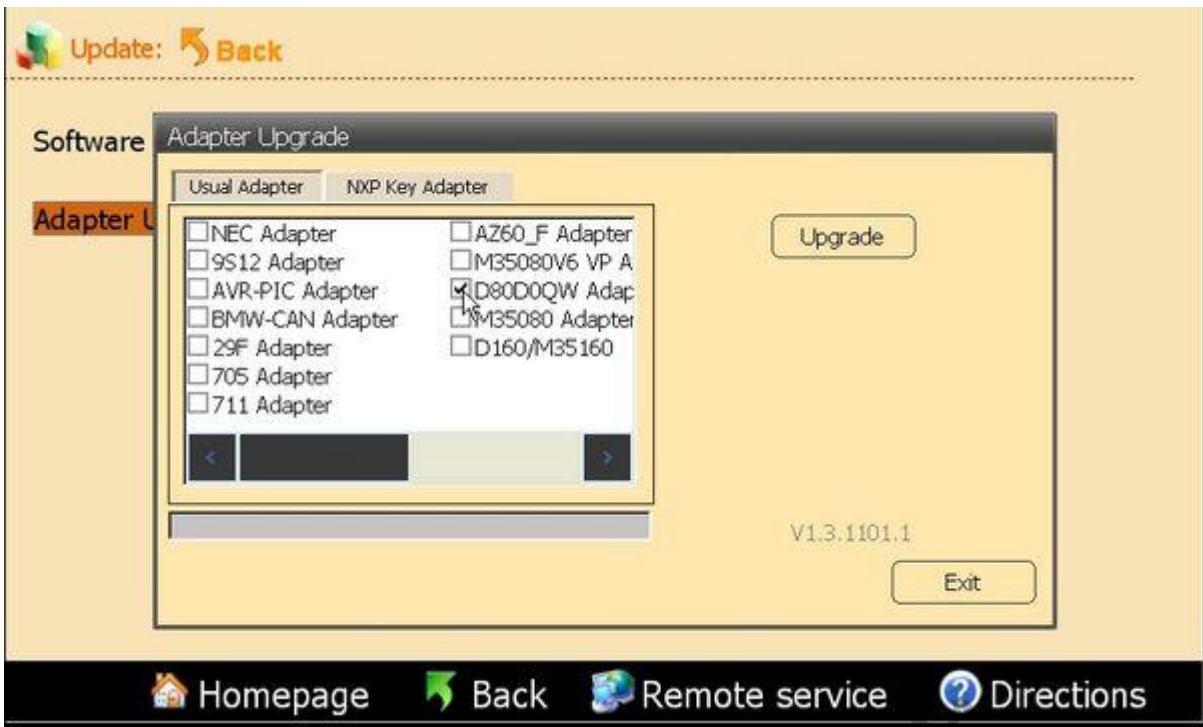 Update: Back
Software
Adapter Upgrade
Adapter U
Usual Adapter NXP Key Adapter
NEC Adapter
9S12 Adapter
AVR-PIC Adapter
BMW-CAN Adapter
29F Adapter
705 Adapter
711 Adapter
AZ60_F Adapter
M35080V6 VP A
D80D0QW Adap
M35080 Adapter
D160/M35160
Upgrade
V1.3.1101.1
Exit
Homepage Back Remote service Directions